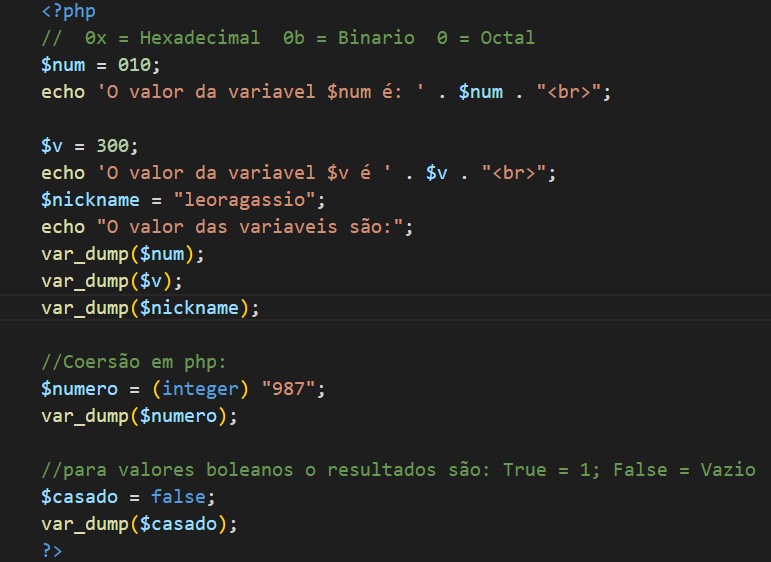 <?php
//  0x = Hexadecimal  0b = Binario  0 = Octal
$num = 010;
echo 'O valor da variavel $num é: ' . $num . "<br>";
$v = 300;
echo 'O valor da variavel $v é ' . $v . "<br>";
$nickname = "leoragassio";
echo "O valor das variaveis são:";
var_dump($num);
var_dump($v);
var_dump($nickname);
//Coersão em php:
$numero = (integer) "987";
var_dump($numero);
//para valores boleanos o resultados são: True = 1; False = Vazio
$casado = false;
var_dump($casado);
?>